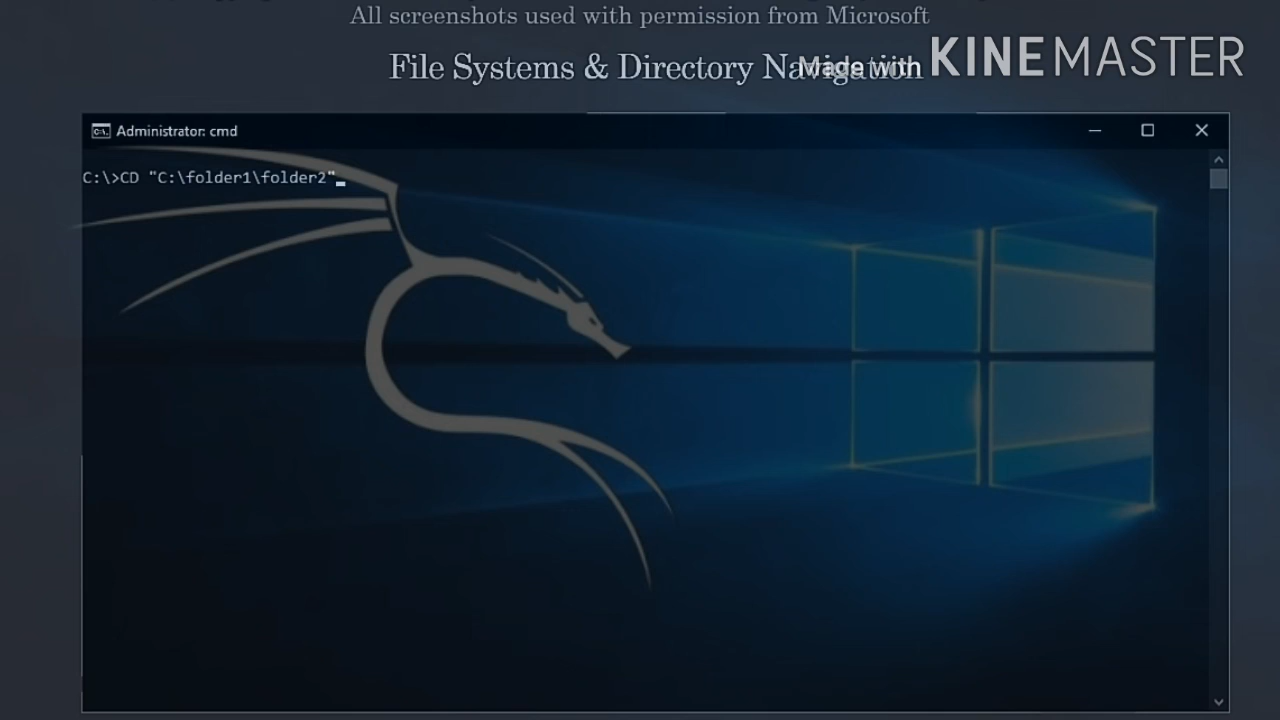 All screenshots used with permission from Microsoft
File Systems & Directory Navigation
Made with KINEMASTER
Administrator: cmd
C:\>CD "C:\folder1\folder2"